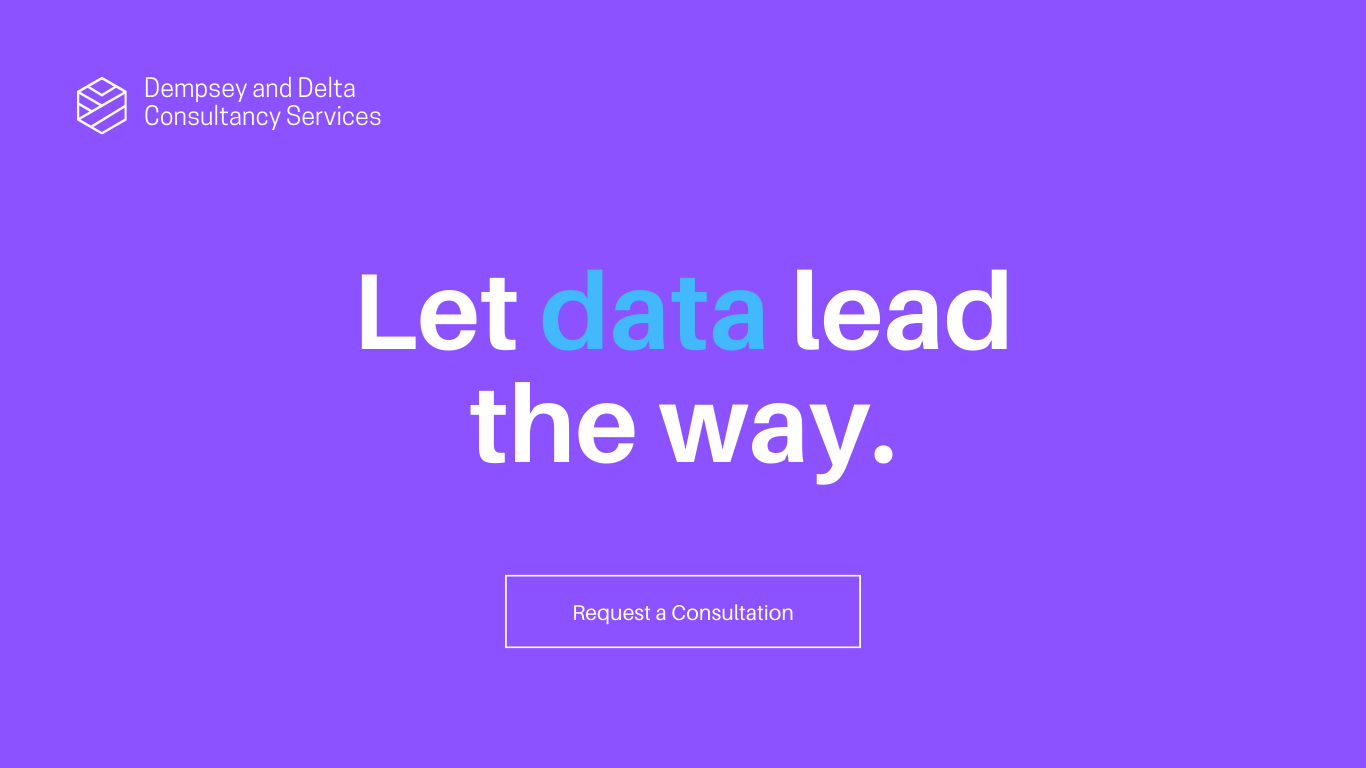 Dempsey and Delta
Consultancy Services
Let data lead
the way.
Request a Consultation